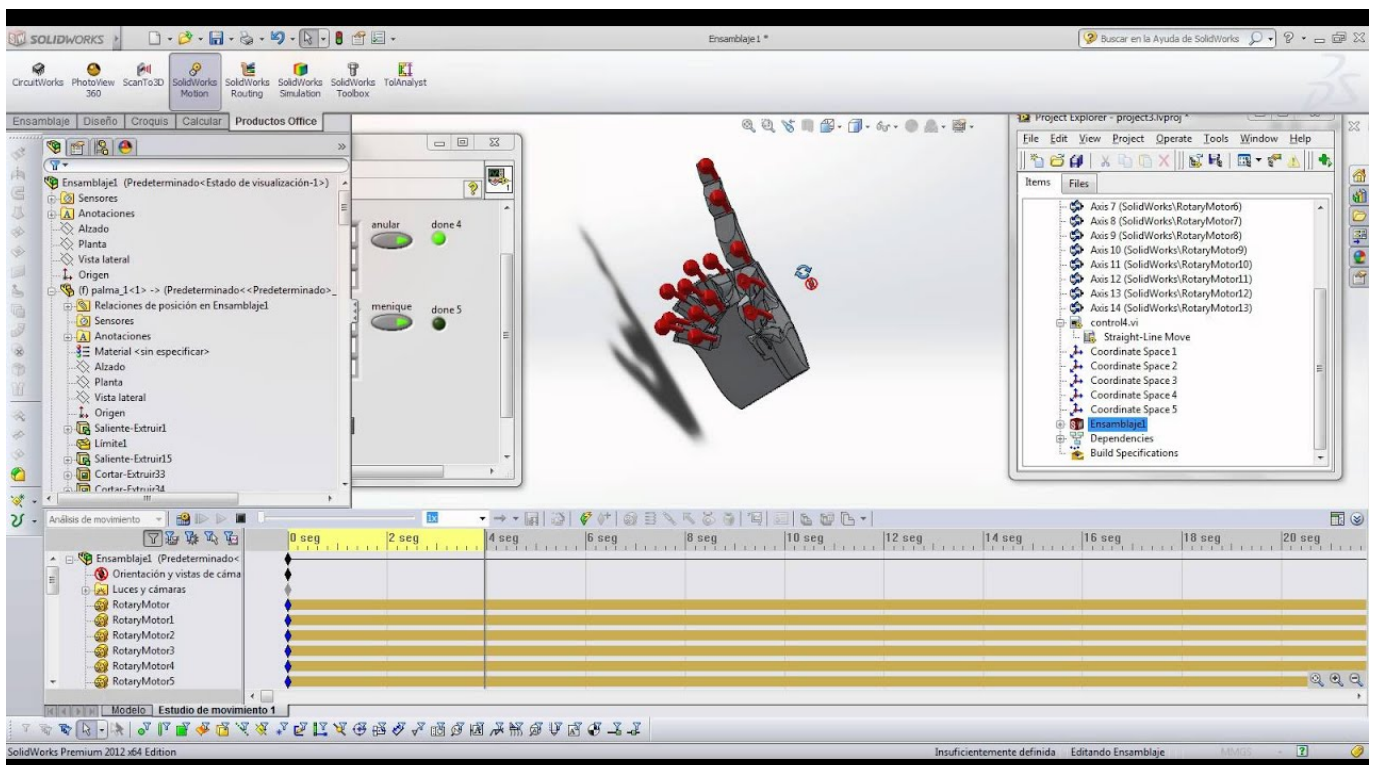 SOLIDWORKS
Ensamblaje1 *
Buscar en la Ayuda de SolidWorks
CircuitWorks
PhotoView 360
ScanTo3D
SolidWorks Motion
SolidWorks Routing
SolidWorks Simulation
SolidWorks Toolbox
TolAnalyst
Ensamblaje Diseño Croquis Calcular Productos Office
Ensamblaje1 (Predeterminado<Estado de visualización-1>)
Sensores
Anotaciones
Alzado
Planta
Vista lateral
Origen
(f) palma_1<1> -> (Predeterminado<<Predeterminado>_
Relaciones de posición en Ensamblaje1
Sensores
Anotaciones
Material <sin especificar>
Alzado
Planta
Vista lateral
Origen
Saliente-Extruir1
Límite1
Saliente-Extruir15
Cortar-Extruir33
Cortar-Extruir34
anular done 4
menique done 5
Project Explorer - project3.lvproj *
File Edit View Project Operate Tools Window Help
Items Files
Axis 7 (SolidWorks\RotaryMotor6)
Axis 8 (SolidWorks\RotaryMotor7)
Axis 9 (SolidWorks\RotaryMotor8)
Axis 10 (SolidWorks\RotaryMotor9)
Axis 11 (SolidWorks\RotaryMotor10)
Axis 12 (SolidWorks\RotaryMotor11)
Axis 13 (SolidWorks\RotaryMotor12)
Axis 14 (SolidWorks\RotaryMotor13)
control4.vi
Straight-Line Move
Coordinate Space 1
Coordinate Space 2
Coordinate Space 3
Coordinate Space 4
Coordinate Space 5
Ensamblaje1
Dependencies
Build Specifications
Análisis de movimiento
1x
0 seg 2 seg 4 seg 6 seg 8 seg 10 seg 12 seg 14 seg 16 seg 18 seg 20 seg
Ensamblaje1 (Predeterminado<
Orientación y vistas de cáma
Luces y cámaras
RotaryMotor
RotaryMotor1
RotaryMotor2
RotaryMotor3
RotaryMotor4
RotaryMotor5
Modelo Estudio de movimiento 1
SolidWorks Premium 2012 x64 Edition
Insuficientemente definida Editando Ensamblaje MMGS